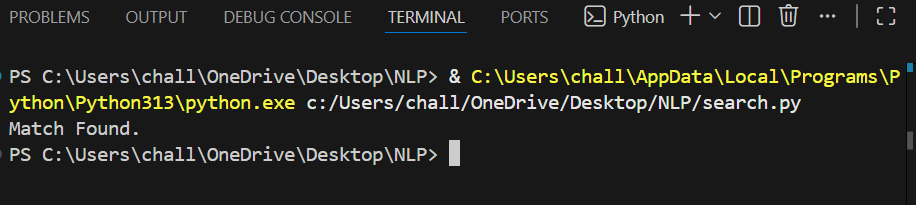 PROBLEMS OUTPUT DEBUG CONSOLE TERMINAL PORTS Python
PS C:\Users\chall\OneDrive\Desktop\NLP> & C:\Users\chall\AppData\Local\Programs\P
ython\Python313\python.exe c:/Users/chall/OneDrive/Desktop/NLP/search.py
Match Found.
PS C:\Users\chall\OneDrive\Desktop\NLP>